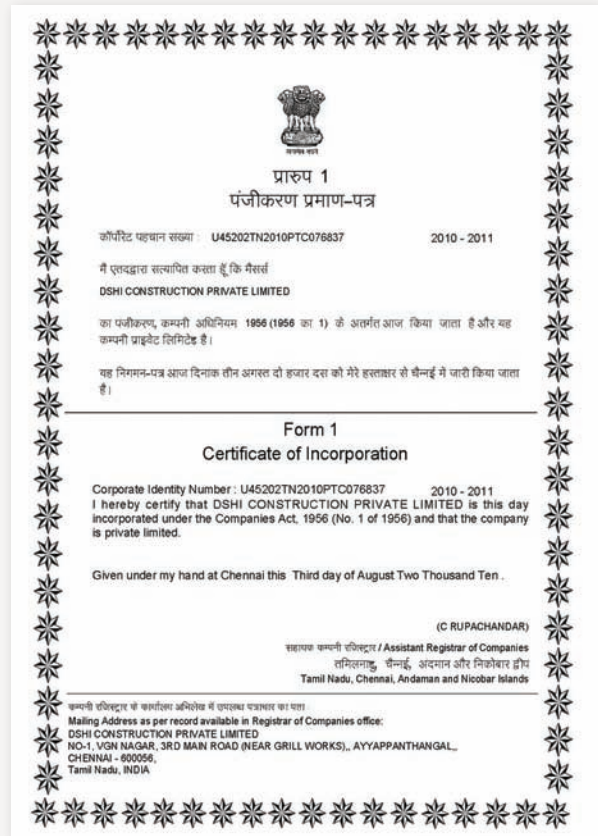 सत्यमेव जयते
प्रारुप 1
पंजीकरण प्रमाण-पत्र
कॉर्पोरेट पहचान संख्या : U45202TN2010PTC076837 2010 - 2011
मैं एतदद्वारा सत्यापित करता हूँ कि मैसर्स
DSHI CONSTRUCTION PRIVATE LIMITED
का पंजीकरण, कम्पनी अधिनियम 1956 (1956 का 1) के अतर्गत आज किया जाता है और यह
कम्पनी प्राइवेट लिमिटेड है।
यह निगमन-पत्र आज दिनाक तीन अगस्त दो हजार दस को मेरे हस्ताक्षर से चैन्नई में जारी किया जाता
है।
Form 1
Certificate of Incorporation
Corporate Identity Number : U45202TN2010PTC076837 2010 - 2011
I hereby certify that DSHI CONSTRUCTION PRIVATE LIMITED is this day
incorporated under the Companies Act, 1956 (No. 1 of 1956) and that the company
is private limited.
Given under my hand at Chennai this Third day of August Two Thousand Ten .
(C RUPACHANDAR)
सहायक कम्पनी रजिस्ट्रार / Assistant Registrar of Companies
तमिलनाडु, चैन्नई, अंदमान और निकोबार द्वीप
Tamil Nadu, Chennai, Andaman and Nicobar Islands
कम्पनी रजिस्ट्रार के कार्यालय अभिलेख में उपलब्ध पत्राचार का पता
Mailing Address as per record available in Registrar of Companies office:
DSHI CONSTRUCTION PRIVATE LIMITED
NO-1, VGN NAGAR, 3RD MAIN ROAD (NEAR GRILL WORKS),, AYYAPPANTHANGAL,,
CHENNAI - 600056,
Tamil Nadu, INDIA